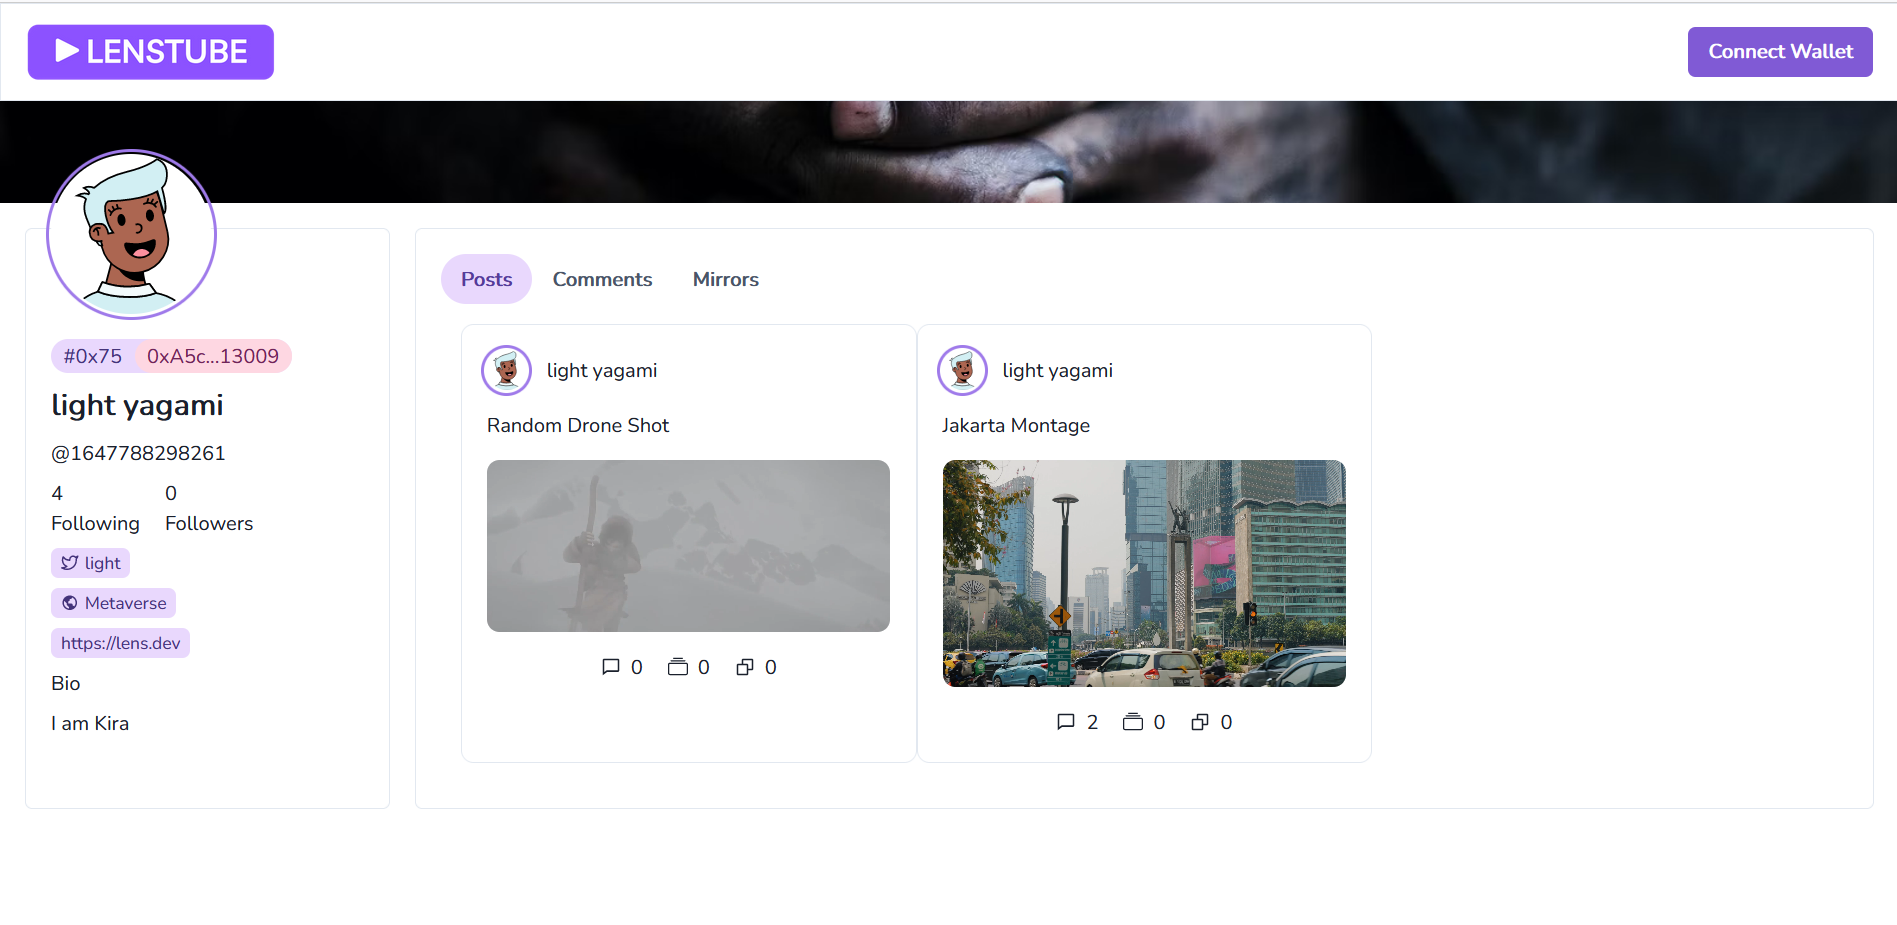 LENSTUBE
Connect Wallet
#0x75
0xA5c...13009
light yagami
@1647788298261
4
Following
0
Followers
light
Metaverse
https://lens.dev
Bio
I am Kira
Posts
Comments
Mirrors
light yagami
Random Drone Shot
0
0
0
light yagami
Jakarta Montage
2
0
0